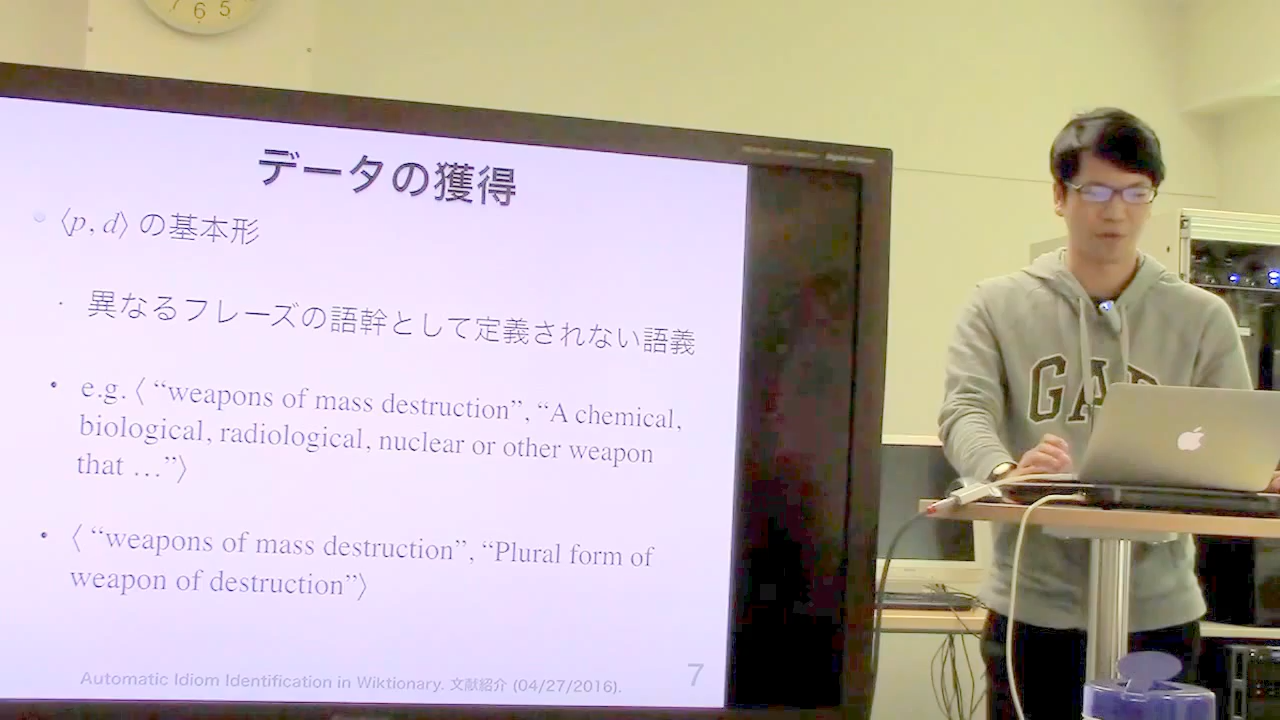 7 6 5
データの獲得
⟨p, d⟩ の基本形
異なるフレーズの語幹として定義されない語義
e.g. ⟨ “weapons of mass destruction”, “A chemical,
biological, radiological, nuclear or other weapon
that …”⟩
⟨ “weapons of mass destruction”, “Plural form of
weapon of destruction”⟩
Automatic Idiom Identification in Wiktionary. 文献紹介 (04/27/2016).
7
GAP